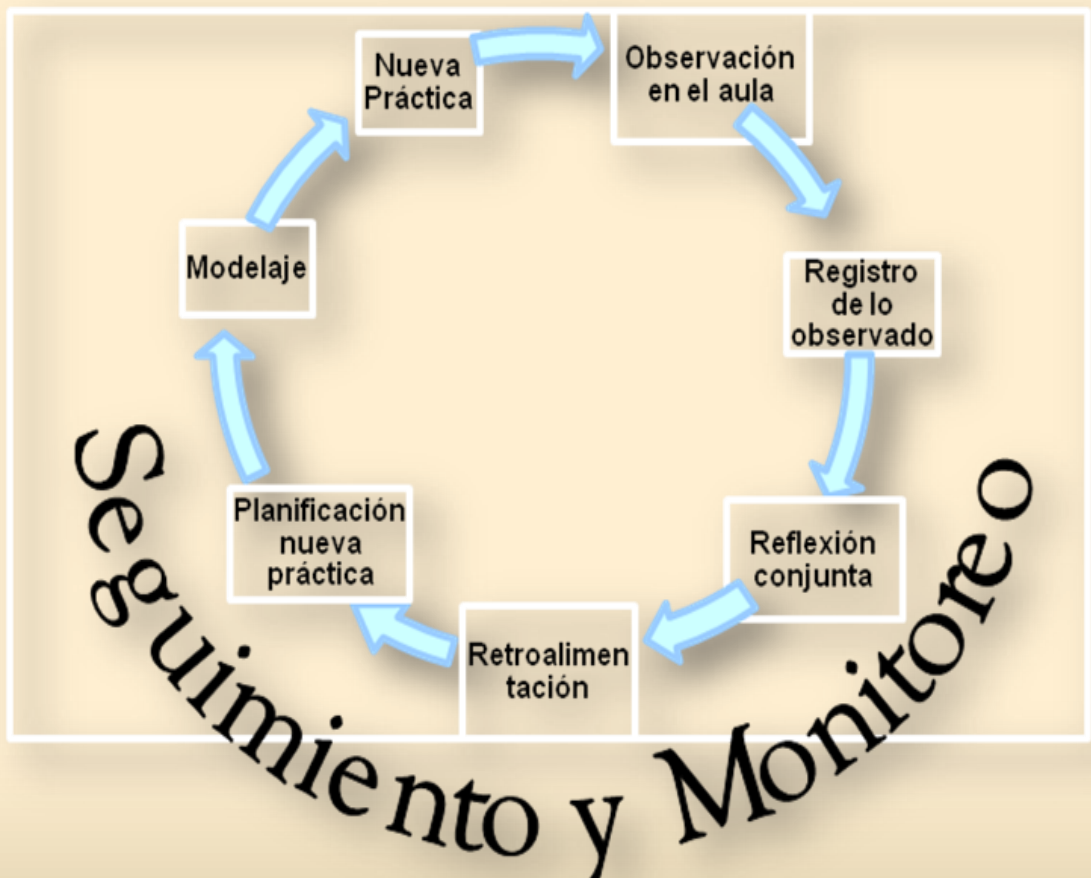 Nueva
Práctica
Observación
en el aula
Registro
de lo
observado
Reflexión
conjunta
Retroalimen
tación
Planificación
nueva
práctica
Modelaje
Seguimiento y Monitoreo